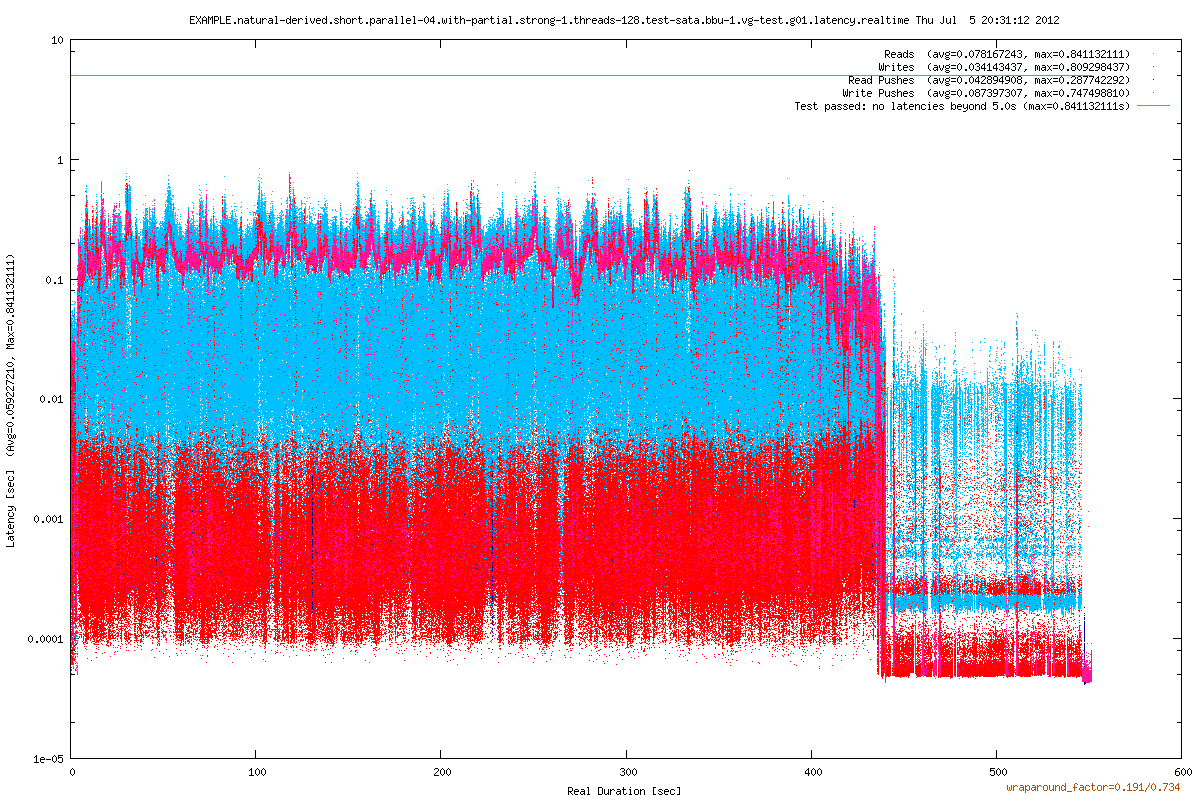 EXAMPLE.natural-derived.short.parallel-04.with-partial.strong-1.threads-128.test-sata.bbu-1.vg-test.g01.latency.realtime Thu Jul  5 20:31:12 2012
Reads  (avg=0.078167243, max=0.841132111)
Writes  (avg=0.034143437, max=0.809298437)
Read Pushes  (avg=0.042894908, max=0.287742292)
Write Pushes  (avg=0.087397307, max=0.747498810)
Test passed: no latencies beyond 5.0s (max=0.841132111s)
Latency [sec]  (Avg=0.059227210, Max=0.841132111)
10
1
0.1
0.01
0.001
0.0001
1e-05
0 100 200 300 400 500 600
Real Duration [sec]
wraparound_factor=0.191/0.734